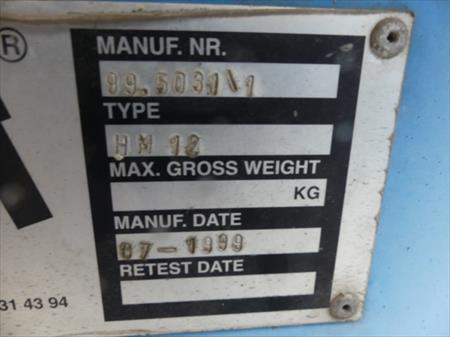 ®
MANUF. NR.
99.5031\1
TYPE
HM 12
MAX. GROSS WEIGHT
KG
MANUF. DATE
07-1999
RETEST DATE
31 43 94